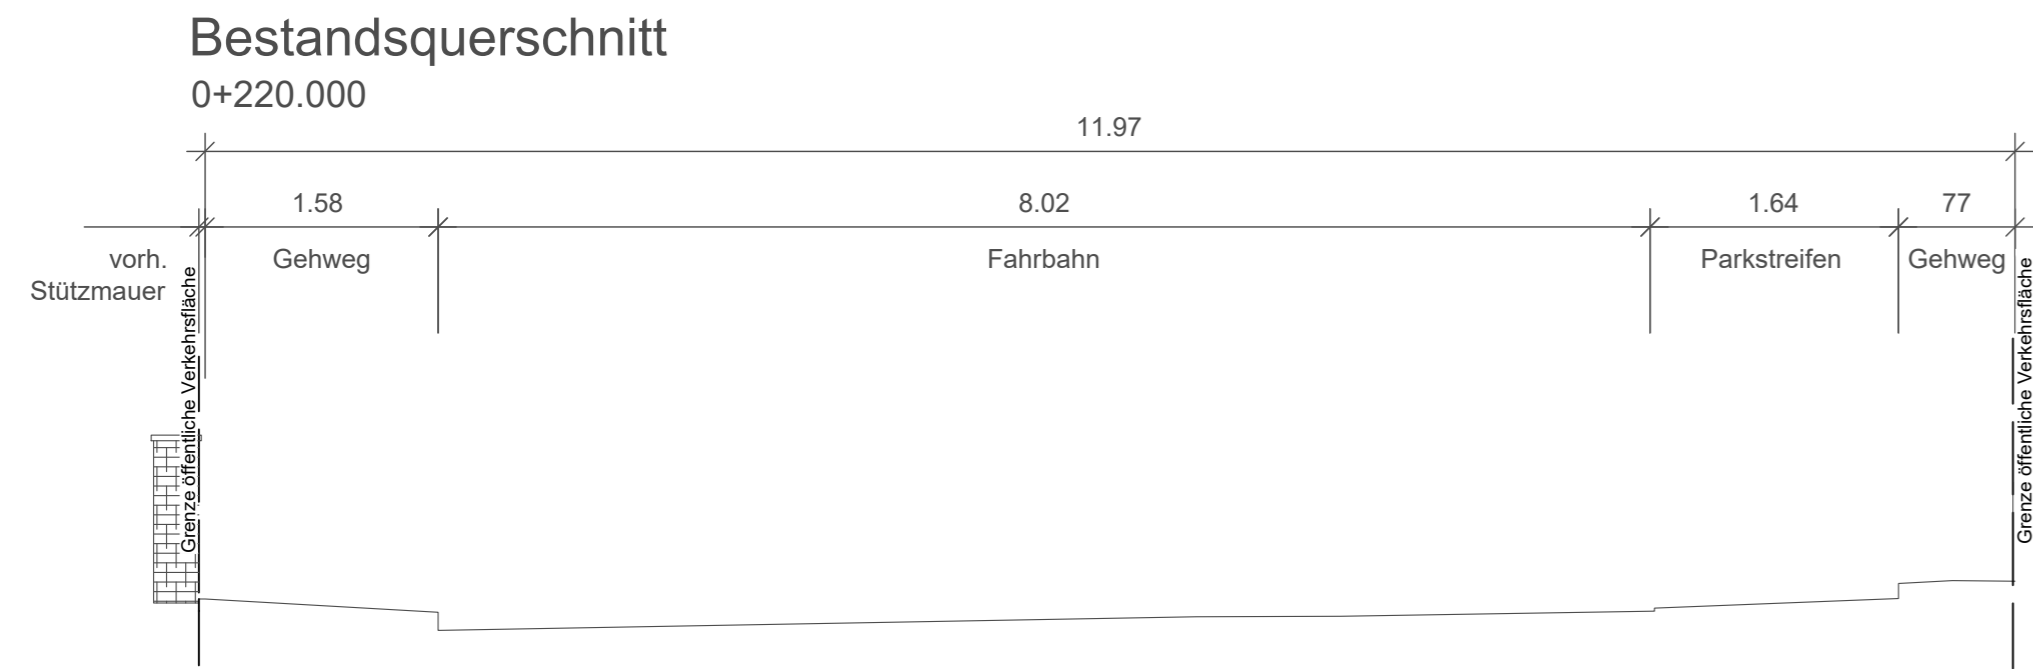 Bestandsquerschnitt
0+220.000
11.97
1.58
8.02
1.64
77
vorh.
Stützmauer
Gehweg
Fahrbahn
Parkstreifen
Gehweg
Grenze öffentliche Verkehrsfläche
Grenze öffentliche Verkehrsfläche